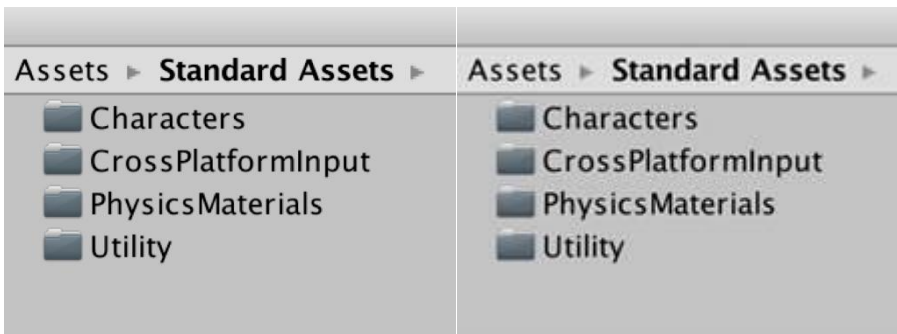 Assets ▸ Standard Assets ▸
Characters
CrossPlatformInput
PhysicsMaterials
Utility
Assets ▸ Standard Assets ▸
Characters
CrossPlatformInput
PhysicsMaterials
Utility